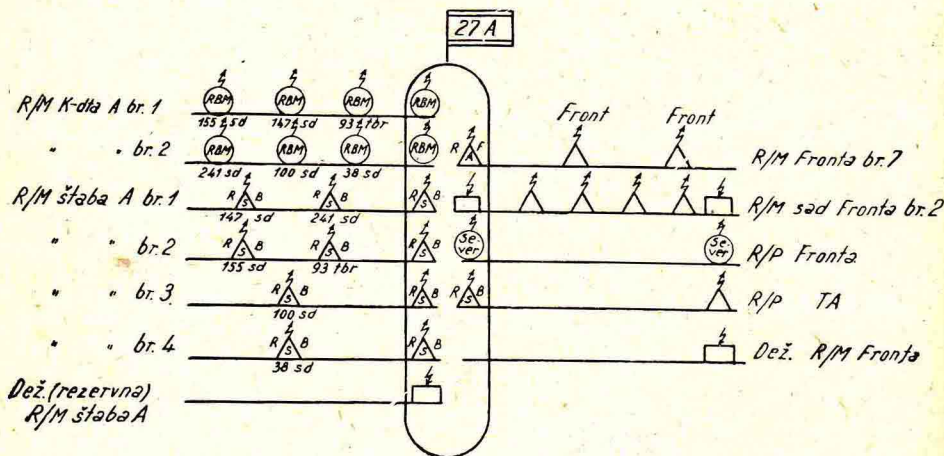 27 A
R/M K-dta A br. 1
RBM RBM RBM RBM
155 sd 147 sd 93 tbr
" " br. 2
RBM RBM RBM RBM
241 sd 100 sd 38 sd
R/M štaba A br. 1
R S B R S B R S B
147 sd 241 sd
" " br. 2
R S B R S B R S B
155 sd 93 tbr
" " br. 3
R S B R S B
100 sd
" " br. 4
R S B R S B
38 sd
Dež. (rezervna)
R/M štaba A
Front Front
R A F
R/M Fronta br. 7
R/M sad Fronta br. 2
Se-
ver
Se-
ver
R/P Fronta
R S B
R/P TA
Dež. R/M Fronta